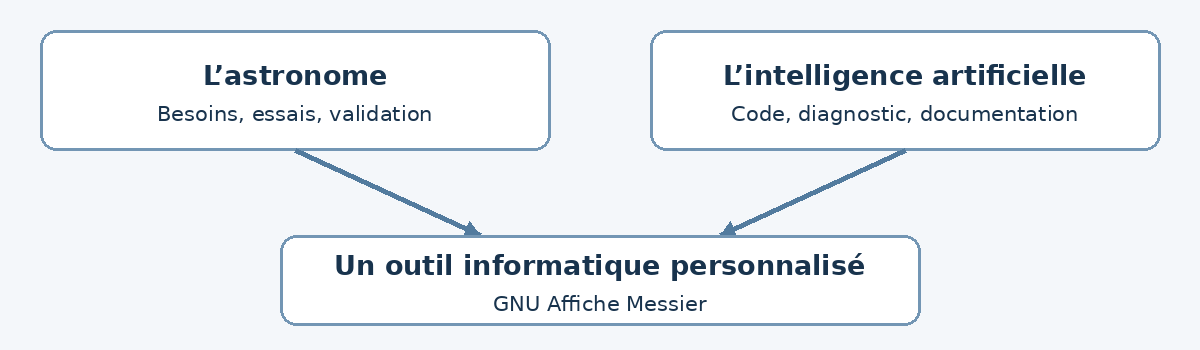 L’astronome
Besoins, essais, validation
L’intelligence artificielle
Code, diagnostic, documentation
Un outil informatique personnalisé
GNU Affiche Messier